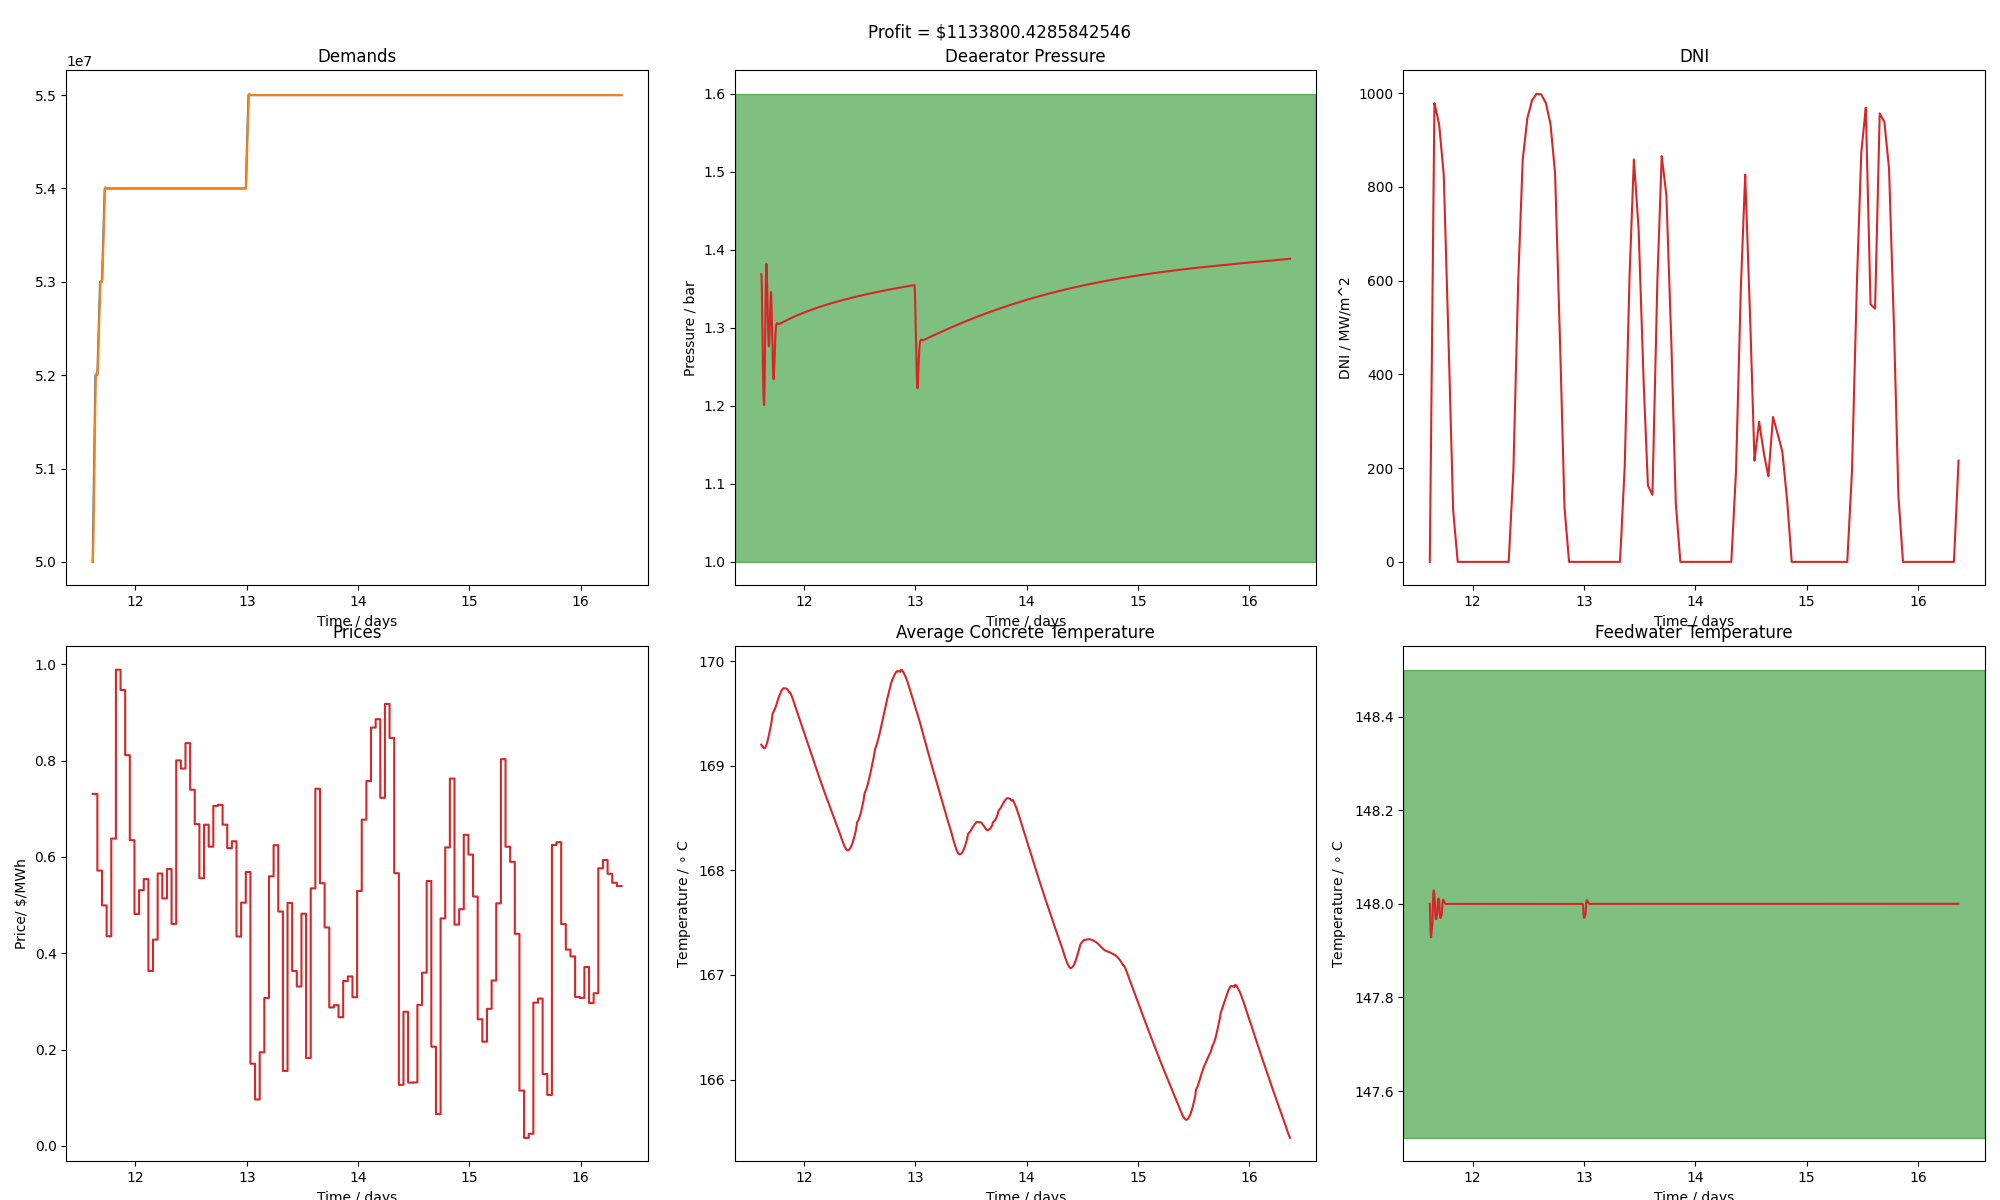 Profit = $1133800.4285842546
Demands
1e7
5.5
5.4
5.3
5.2
5.1
5.0
12 13 14 15 16
Time / days
Deaerator Pressure
Pressure / bar
1.6
1.5
1.4
1.3
1.2
1.1
1.0
12 13 14 15 16
Time / days
DNI
DNI / MW/m^2
1000
800
600
400
200
0
12 13 14 15 16
Time / days
Prices
Price/ $/MWh
1.0
0.8
0.6
0.4
0.2
0.0
12 13 14 15 16
Time / days
Average Concrete Temperature
Temperature / ∘ C
170
169
168
167
166
12 13 14 15 16
Time / days
Feedwater Temperature
Temperature / ∘ C
148.4
148.2
148.0
147.8
147.6
12 13 14 15 16
Time / days